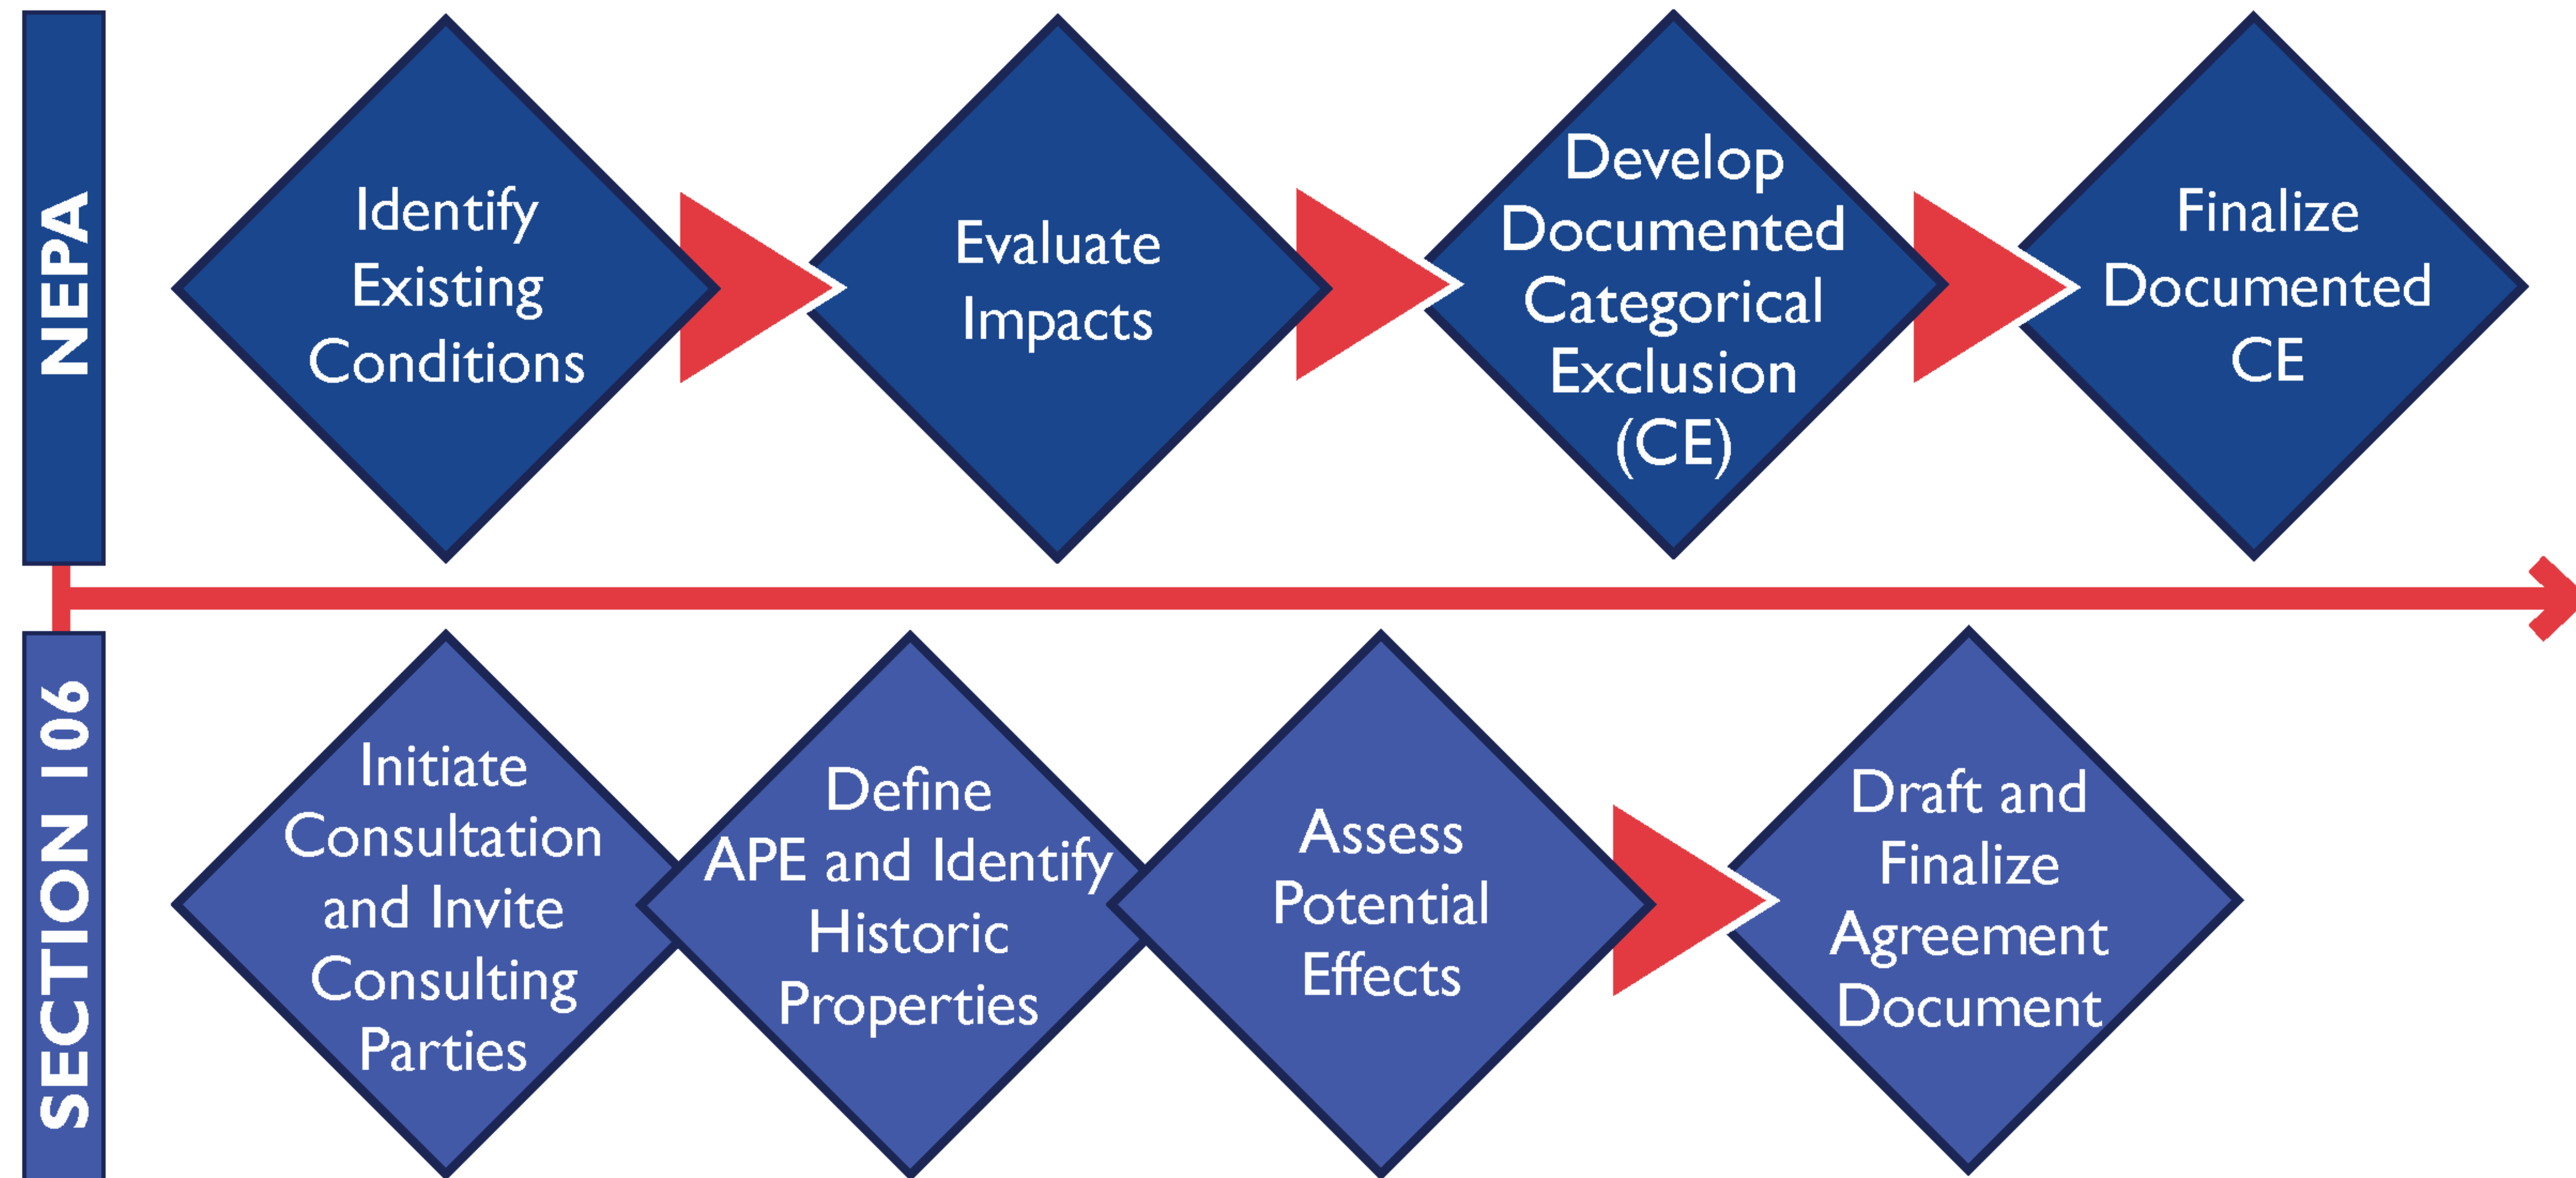 NEPA
Identify
Existing
Conditions
Evaluate
Impacts
Develop
Documented
Categorical
Exclusion
(CE)
Finalize
Documented
CE
SECTION 106
Initiate
Consultation
and Invite
Consulting
Parties
Define
APE and Identify
Historic
Properties
Assess
Potential
Effects
Draft and
Finalize
Agreement
Document